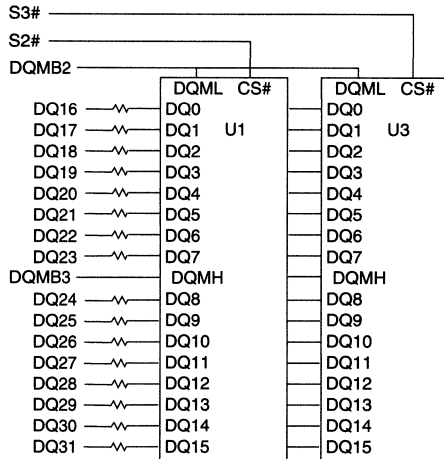 S3#
S2#
DQMB2
DQML CS# DQML CS#
DQ16 DQ0 DQ0
DQ17 DQ1 U1 DQ1 U3
DQ18 DQ2 DQ2
DQ19 DQ3 DQ3
DQ20 DQ4 DQ4
DQ21 DQ5 DQ5
DQ22 DQ6 DQ6
DQ23 DQ7 DQ7
DQMB3 DQMH DQMH
DQ24 DQ8 DQ8
DQ25 DQ9 DQ9
DQ26 DQ10 DQ10
DQ27 DQ11 DQ11
DQ28 DQ12 DQ12
DQ29 DQ13 DQ13
DQ30 DQ14 DQ14
DQ31 DQ15 DQ15